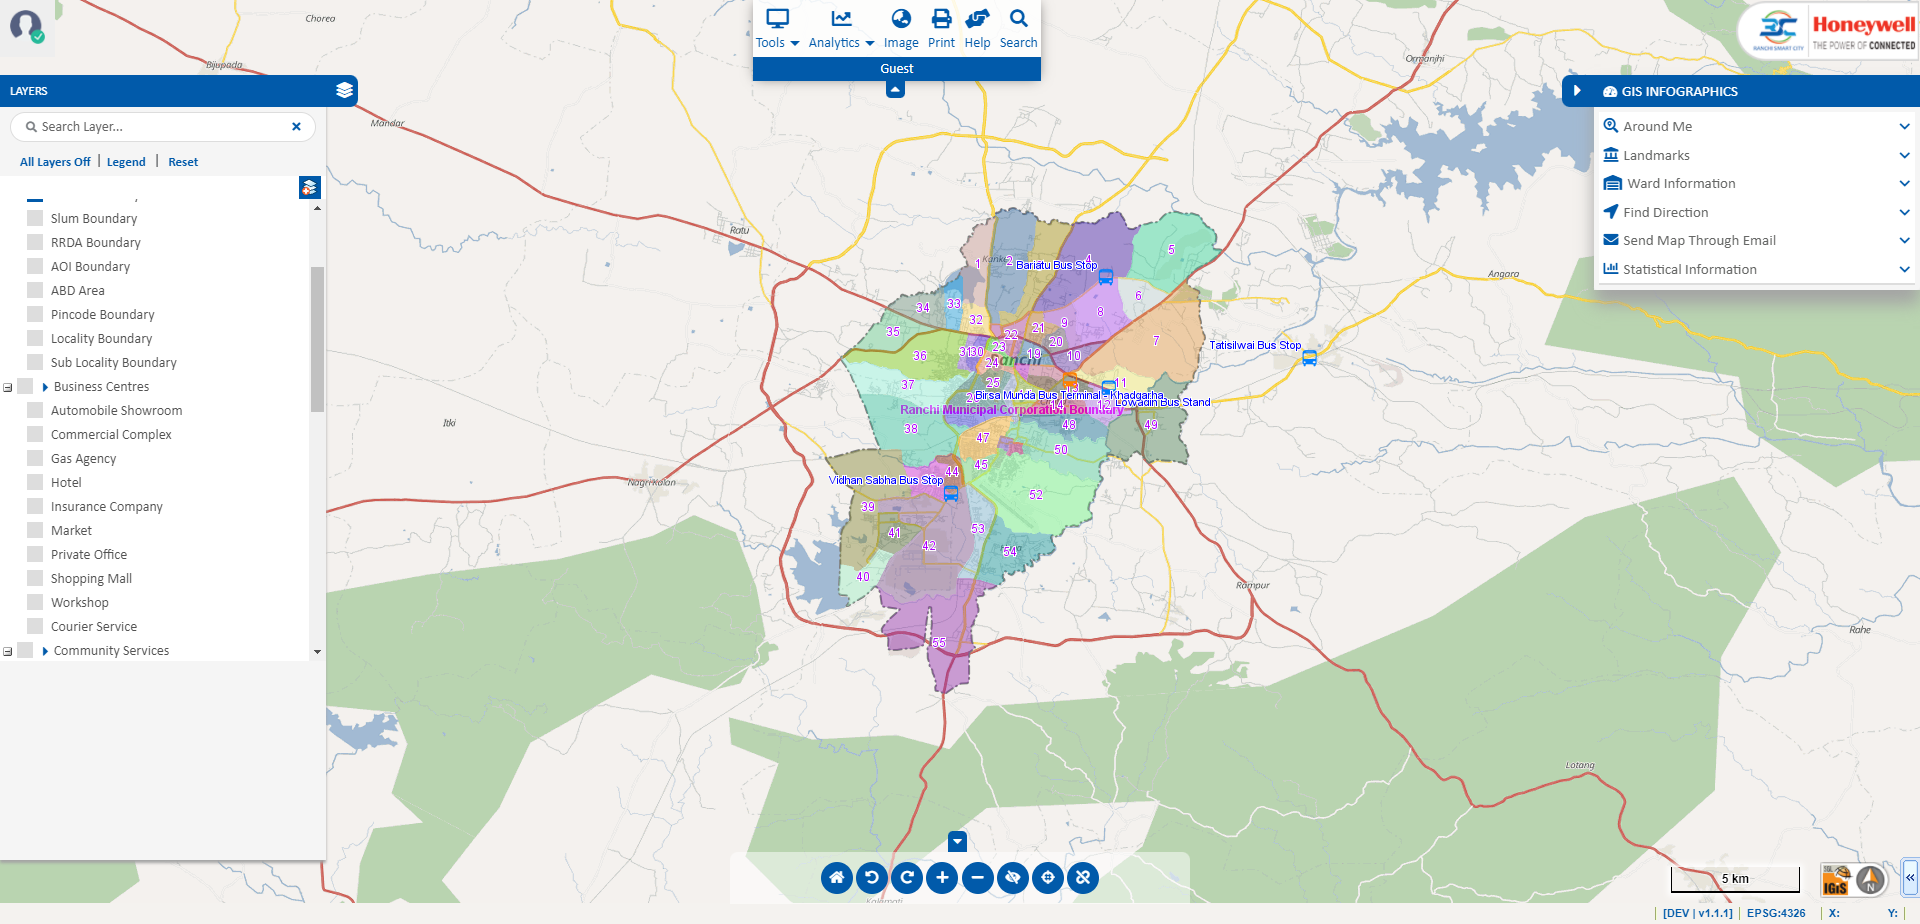 Chorea
Bijupada
Mandar
Ormanjhi
Ratu
Angara
Itki
Nagri Kalan
Rampur
Rahe
Lotang
Kalamati
Tools
Analytics
Image
Print
Help
Search
Guest
RANCHI SMART CITY
Honeywell
THE POWER OF CONNECTED
LAYERS
Search Layer...
All Layers Off
Legend
Reset
Slum Boundary
RRDA Boundary
AOI Boundary
ABD Area
Pincode Boundary
Locality Boundary
Sub Locality Boundary
Business Centres
Automobile Showroom
Commercial Complex
Gas Agency
Hotel
Insurance Company
Market
Private Office
Shopping Mall
Workshop
Courier Service
Community Services
GIS INFOGRAPHICS
Around Me
Landmarks
Ward Information
Find Direction
Send Map Through Email
Statistical Information
1
2
4
5
Bariatu Bus Stop
6
7
8
9
10
11
19
20
21
22
23
24
25
30
31
32
33
34
35
36
37
38
Ranchi
Tatisilwai Bus Stop
Birsa Munda Bus Terminal - Khadgarha
Lowadih Bus Stand
Ranchi Municipal Corporation Boundary
12
14
47
48
49
50
44
45
Vidhan Sabha Bus Stop
39
52
41
42
53
54
40
55
5 km
IGiS
N
[DEV | v1.1.1]
EPSG:4326
X:
Y: